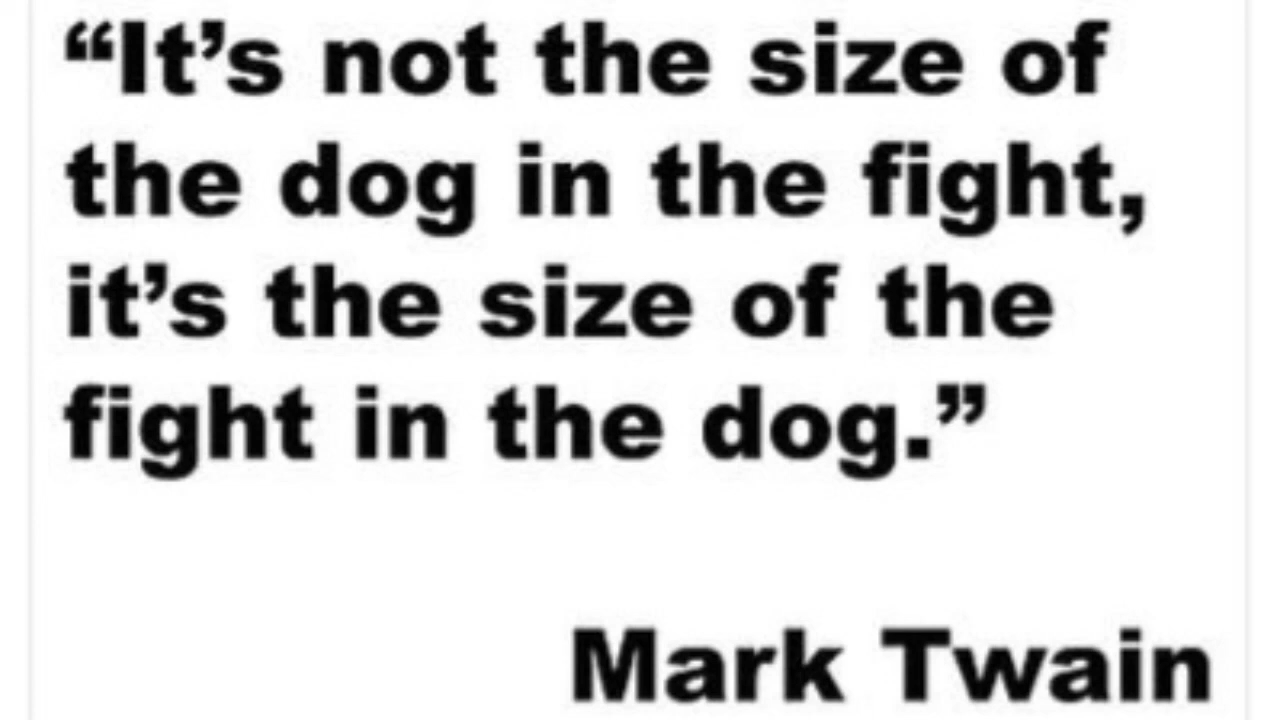 “It’s not the size of
the dog in the fight,
it’s the size of the
fight in the dog.”
Mark Twain